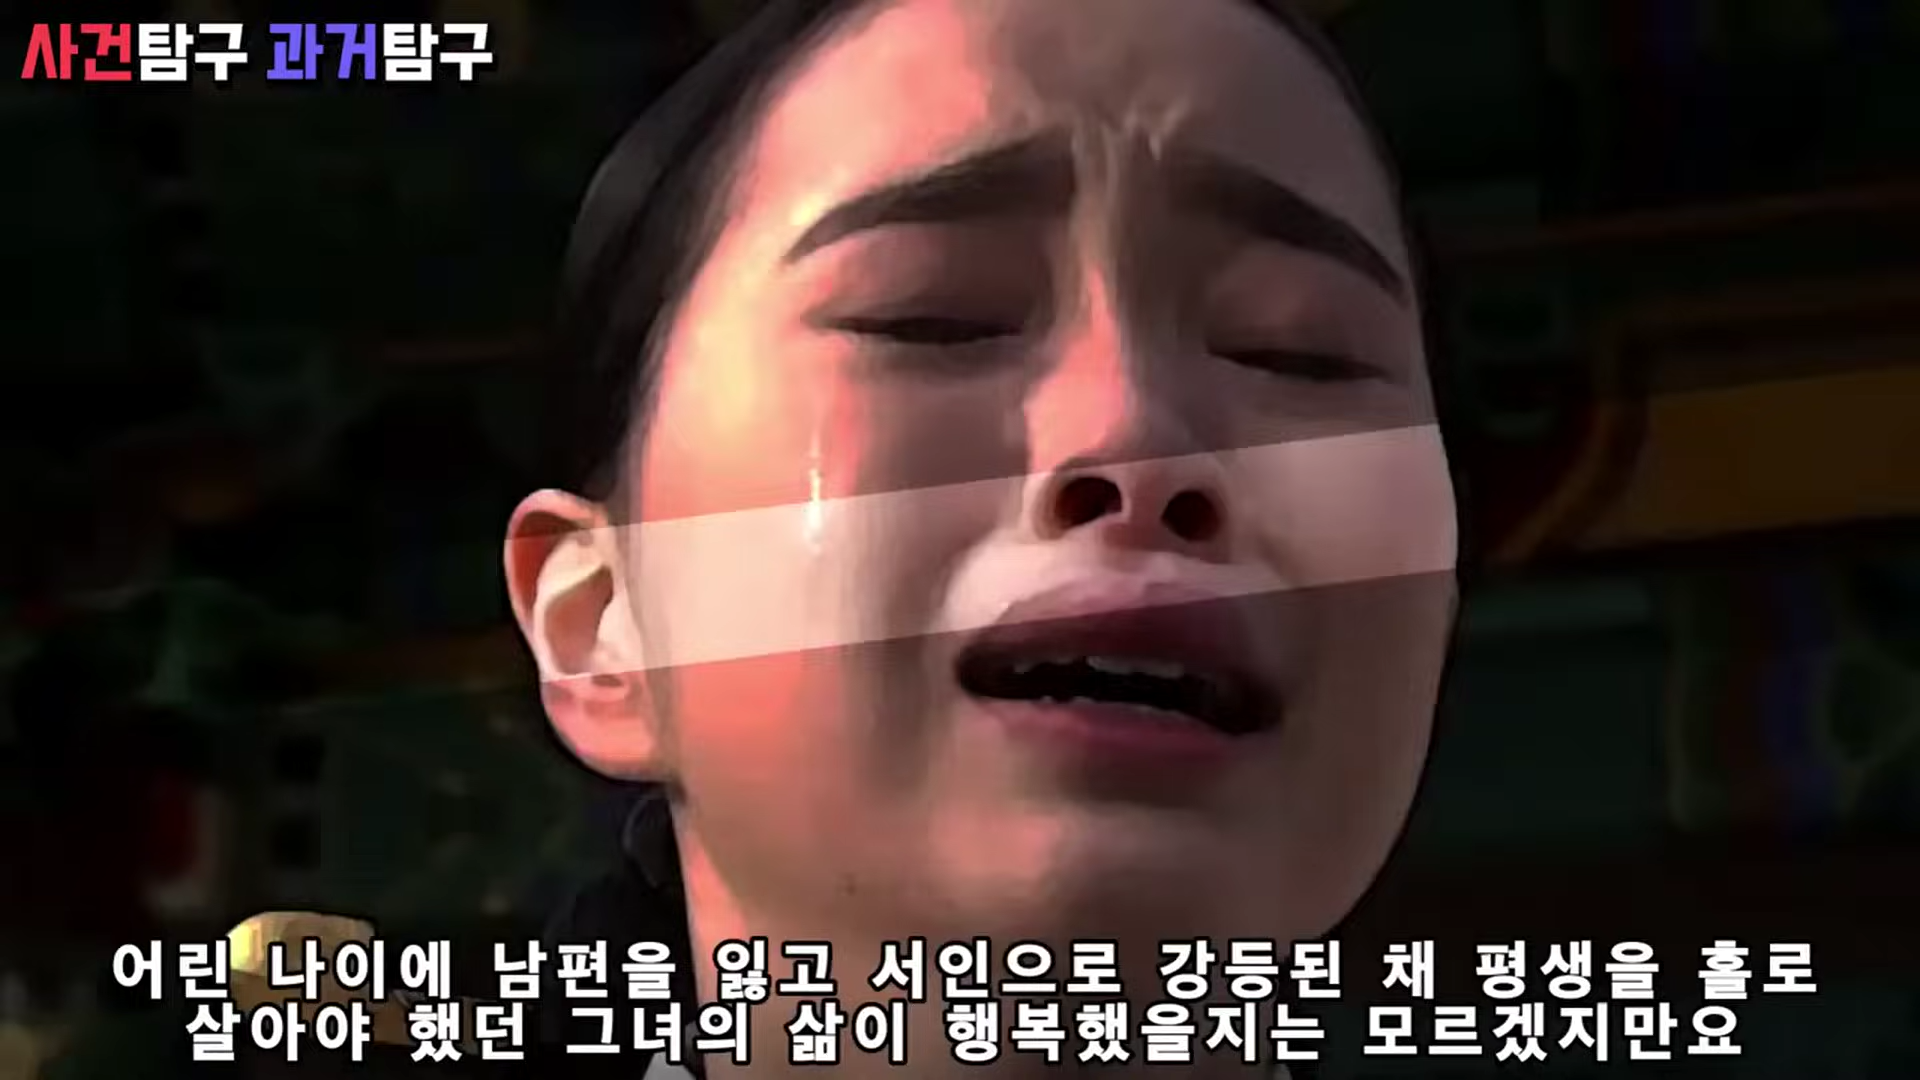 사건탐구 과거탐구
어린 나이에 남편을 잃고 서인으로 강등된 채 평생을 홀로
살아야 했던 그녀의 삶이 행복했을지는 모르겠지만요